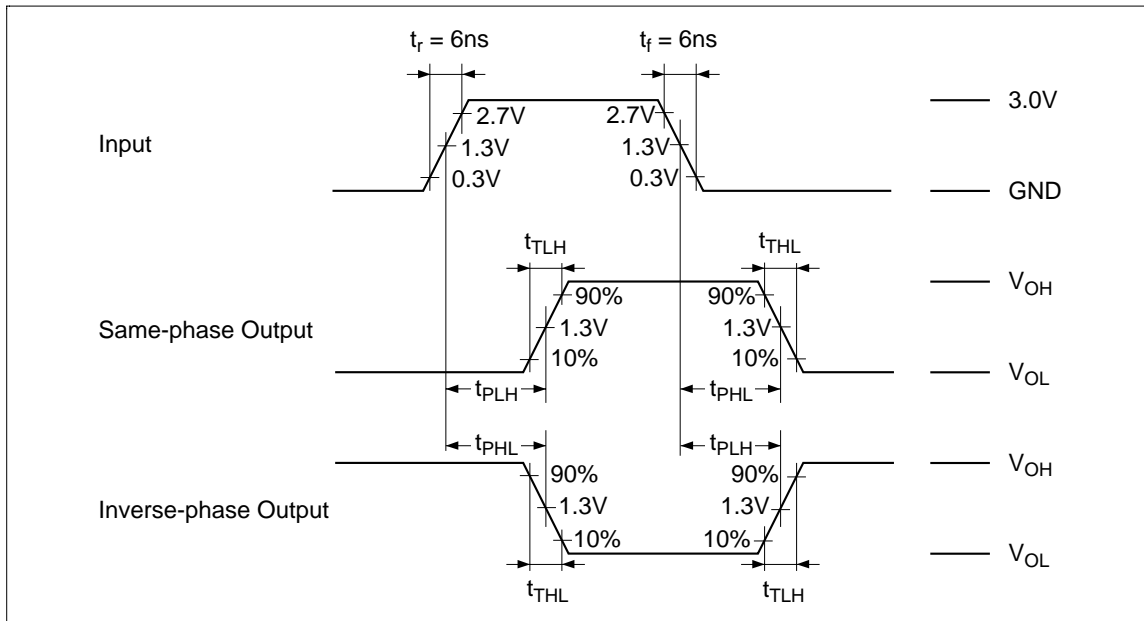 tr = 6ns tf = 6ns
2.7V 2.7V 3.0V
Input 1.3V 1.3V
0.3V 0.3V GND
tTLH tTHL
VOH
90% 90%
Same-phase Output 1.3V 1.3V
10% 10%
VOL
tPLH tPHL
tPHL tPLH
VOH
90% 90%
Inverse-phase Output 1.3V 1.3V
10% 10%
VOL
tTHL tTLH